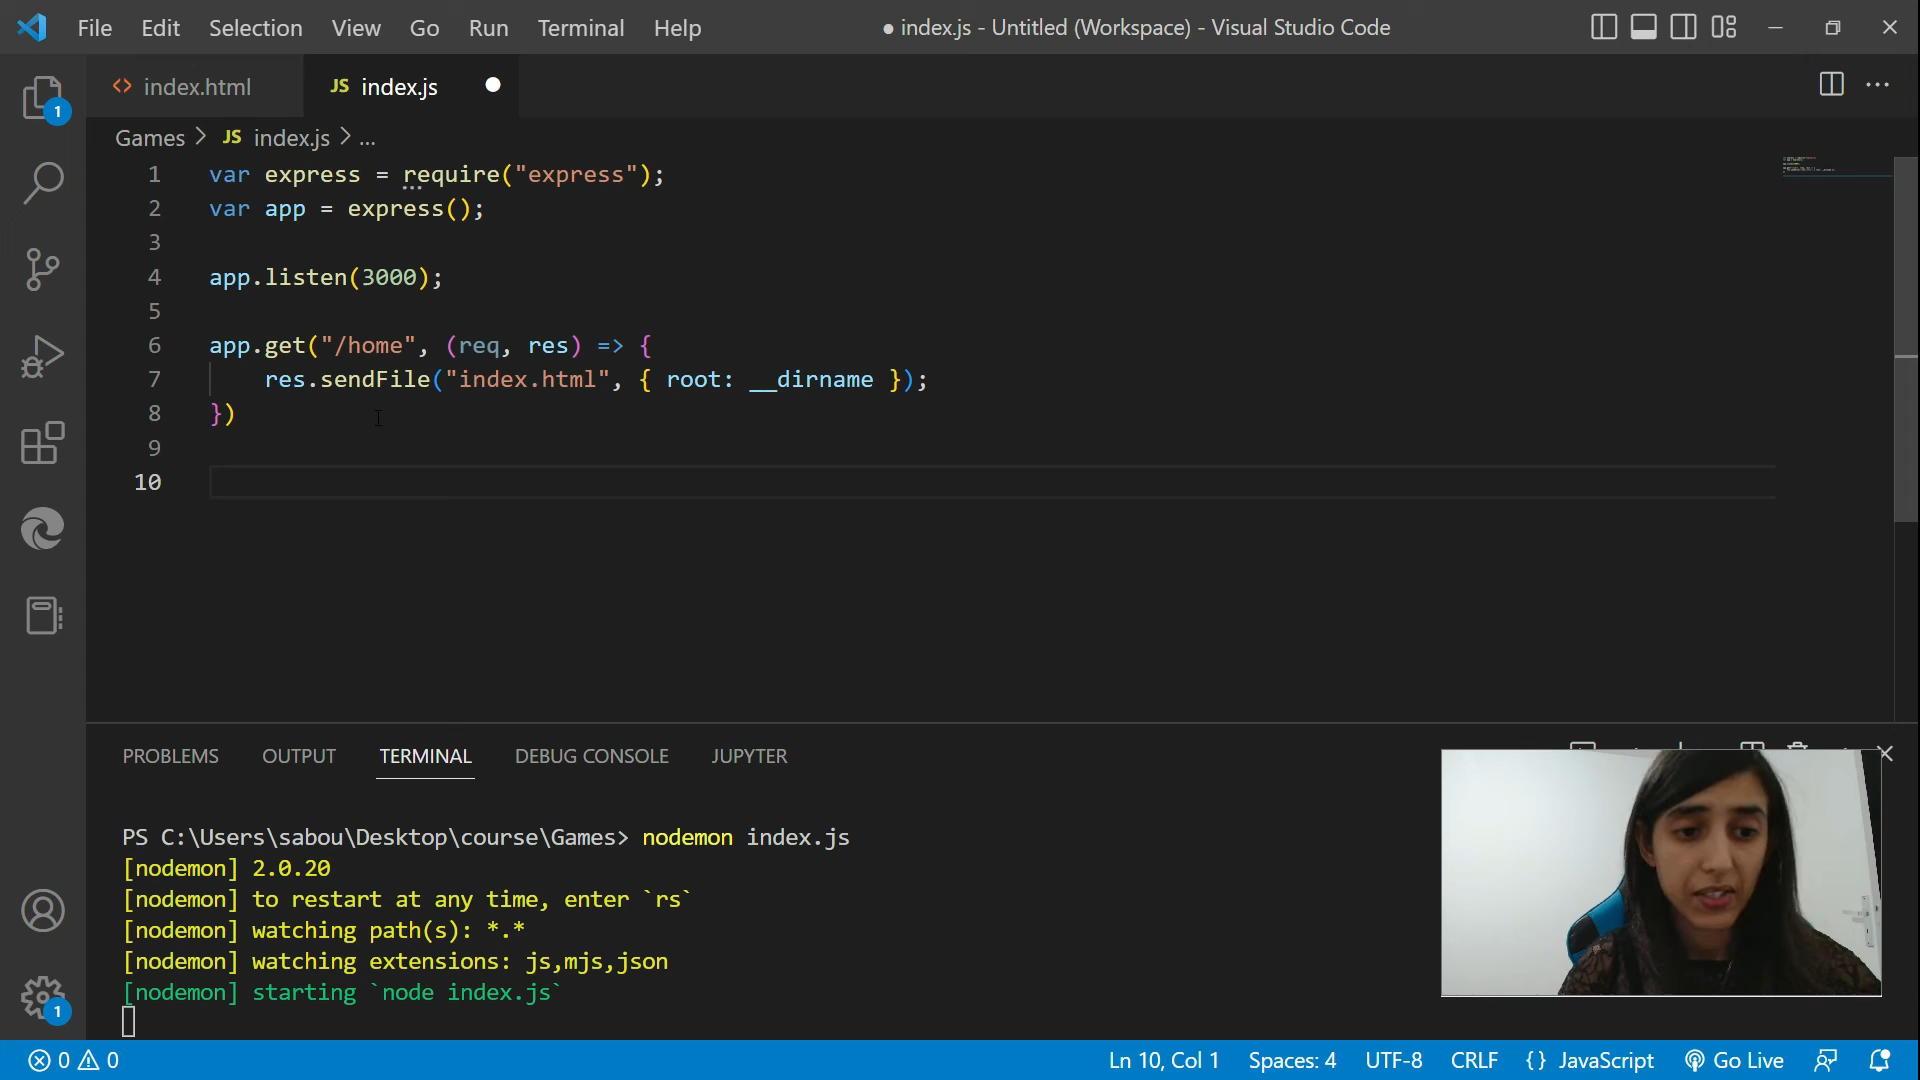 File Edit Selection View Go Run Terminal Help
● index.js - Untitled (Workspace) - Visual Studio Code
1
<> index.html
JS index.js ●
Games > JS index.js > ...
1 var express = require("express");
2 var app = express();
3
4 app.listen(3000);
5
6 app.get("/home", (req, res) => {
7 res.sendFile("index.html", { root: __dirname });
8 })
9
10
PROBLEMS OUTPUT TERMINAL DEBUG CONSOLE JUPYTER
PS C:\Users\sabou\Desktop\course\Games> nodemon index.js
[nodemon] 2.0.20
[nodemon] to restart at any time, enter `rs`
[nodemon] watching path(s): *.*
[nodemon] watching extensions: js,mjs,json
[nodemon] starting `node index.js`
1
0 0
Ln 10, Col 1 Spaces: 4 UTF-8 CRLF {} JavaScript Go Live